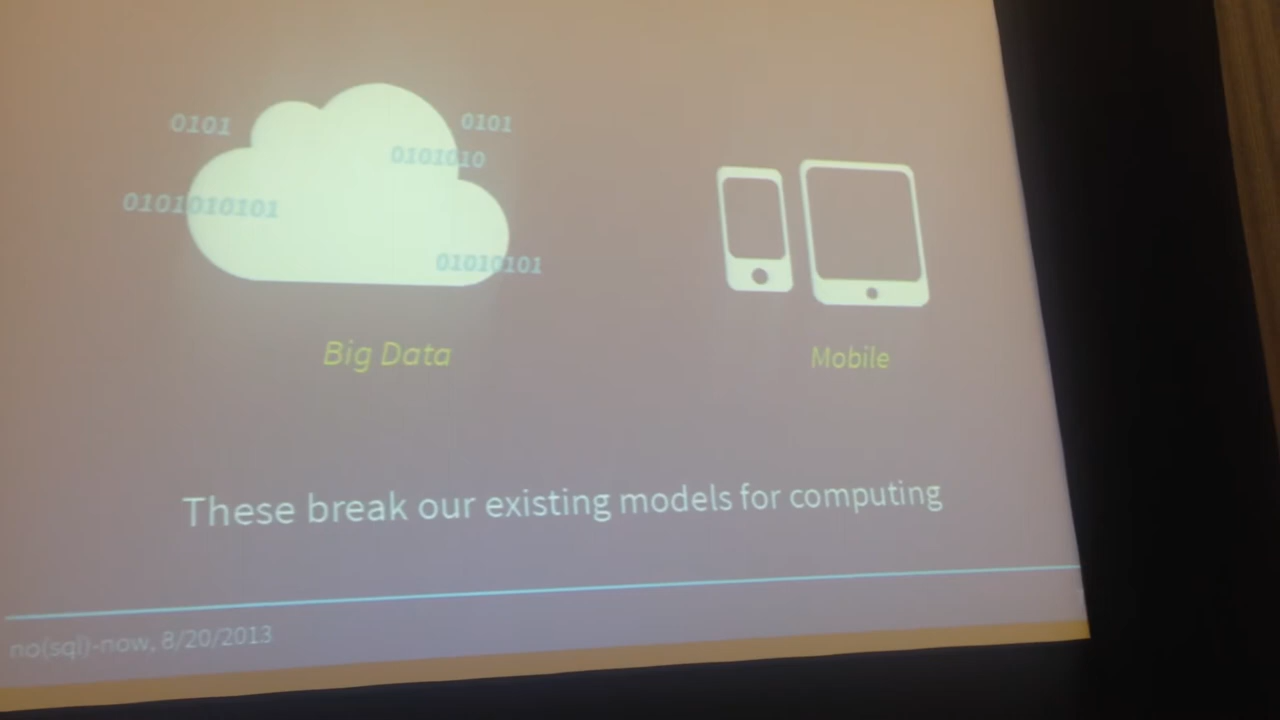 0101
0101
0101010
0101010101
01010101
Big Data
Mobile
These break our existing models for computing
no(sql)-now, 8/20/2013